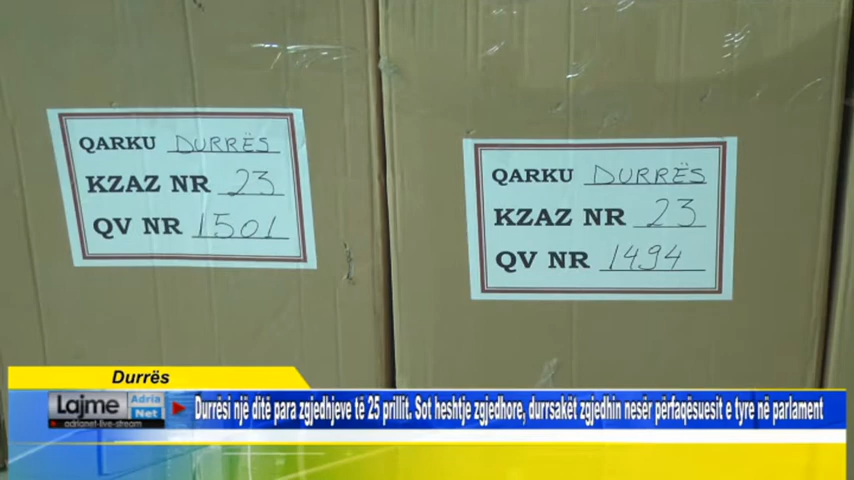 QARKU DURRËS
KZAZ NR 23
QV NR 1501
QARKU DURRËS
KZAZ NR 23
QV NR 1494
Durrës
Lajme Adria Net
adrianet-live-stream
Durrësi një ditë para zgjedhjeve të 25 prillit. Sot heshtje zgjedhore, durrsakët zgjedhin nesër përfaqësuesit e tyre në parlament